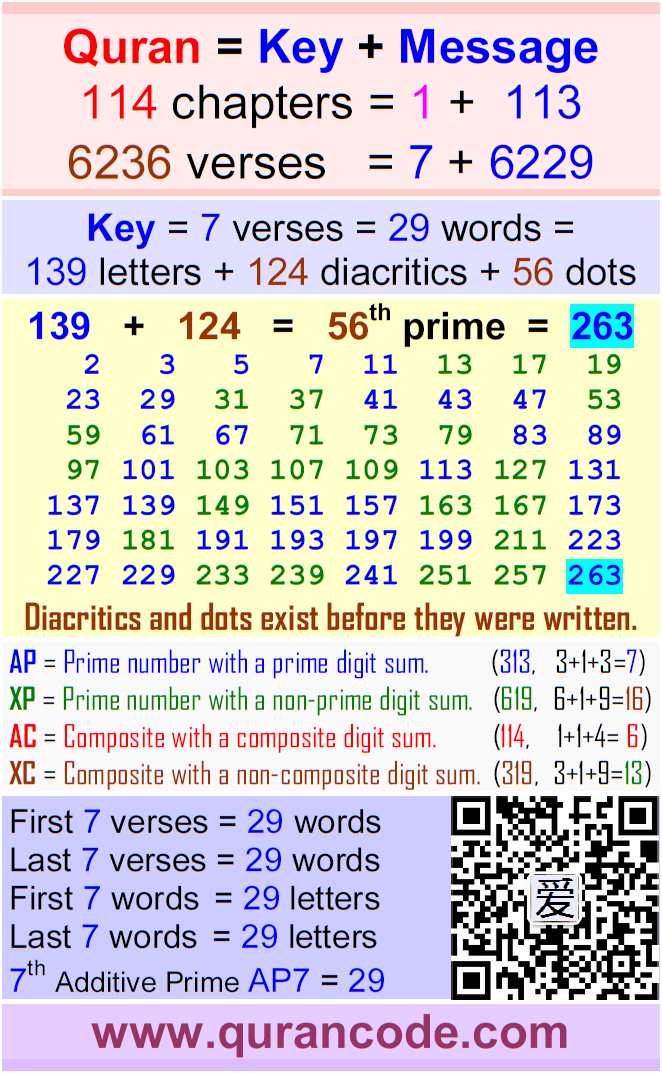 Quran = Key + Message
114 chapters = 1 + 113
6236 verses = 7 + 6229
Key = 7 verses = 29 words =
139 letters + 124 diacritics + 56 dots
139 + 124 = 56th prime = 263
2 3 5 7 11 13 17 19
23 29 31 37 41 43 47 53
59 61 67 71 73 79 83 89
97 101 103 107 109 113 127 131
137 139 149 151 157 163 167 173
179 181 191 193 197 199 211 223
227 229 233 239 241 251 257 263
Diacritics and dots exist before they were written.
AP = Prime number with a prime digit sum. (313, 3+1+3=7)
XP = Prime number with a non-prime digit sum. (619, 6+1+9=16)
AC = Composite with a composite digit sum. (114, 1+1+4= 6)
XC = Composite with a non-composite digit sum. (319, 3+1+9=13)
First 7 verses = 29 words
Last 7 verses = 29 words
First 7 words = 29 letters
Last 7 words = 29 letters
7th Additive Prime AP7 = 29
爱
www.qurancode.com